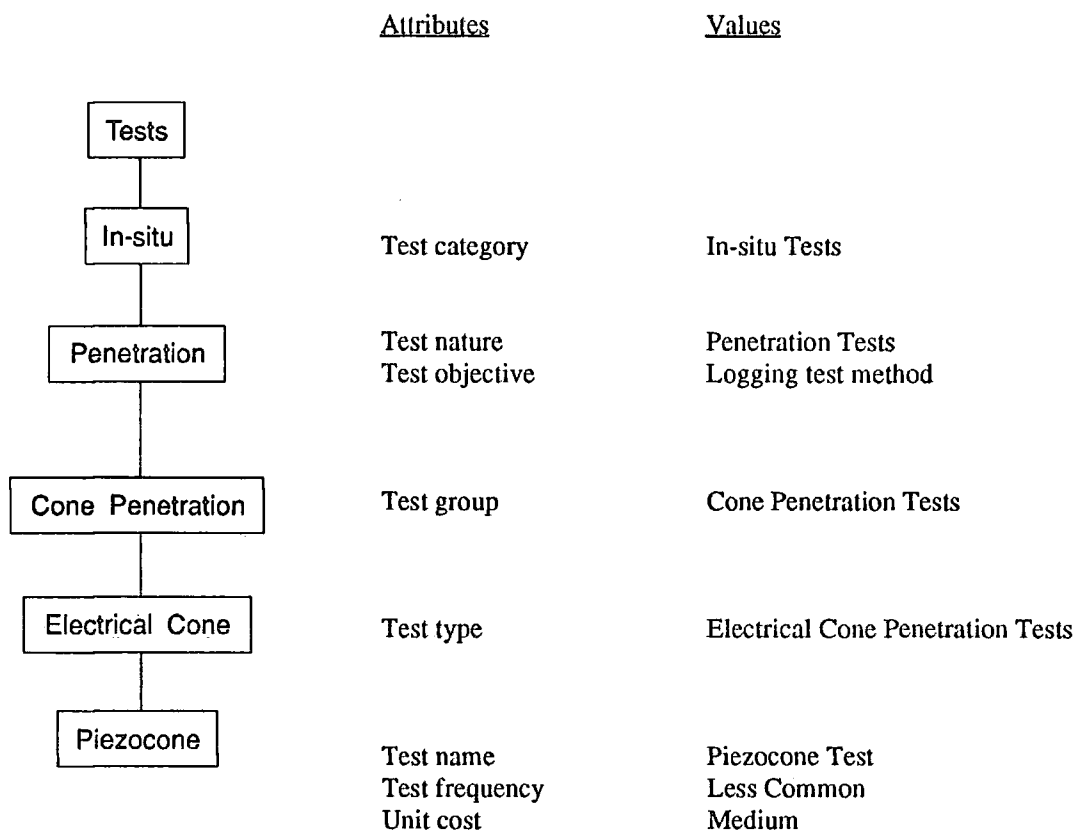 Attributes Values
Tests
In-situ Test category In-situ Tests
Test nature Penetration Tests
Penetration
Test objective Logging test method
Cone Penetration Test group Cone Penetration Tests
Electrical Cone Test type Electrical Cone Penetration Tests
Piezocone
Test name Piezocone Test
Test frequency Less Common
Unit cost Medium